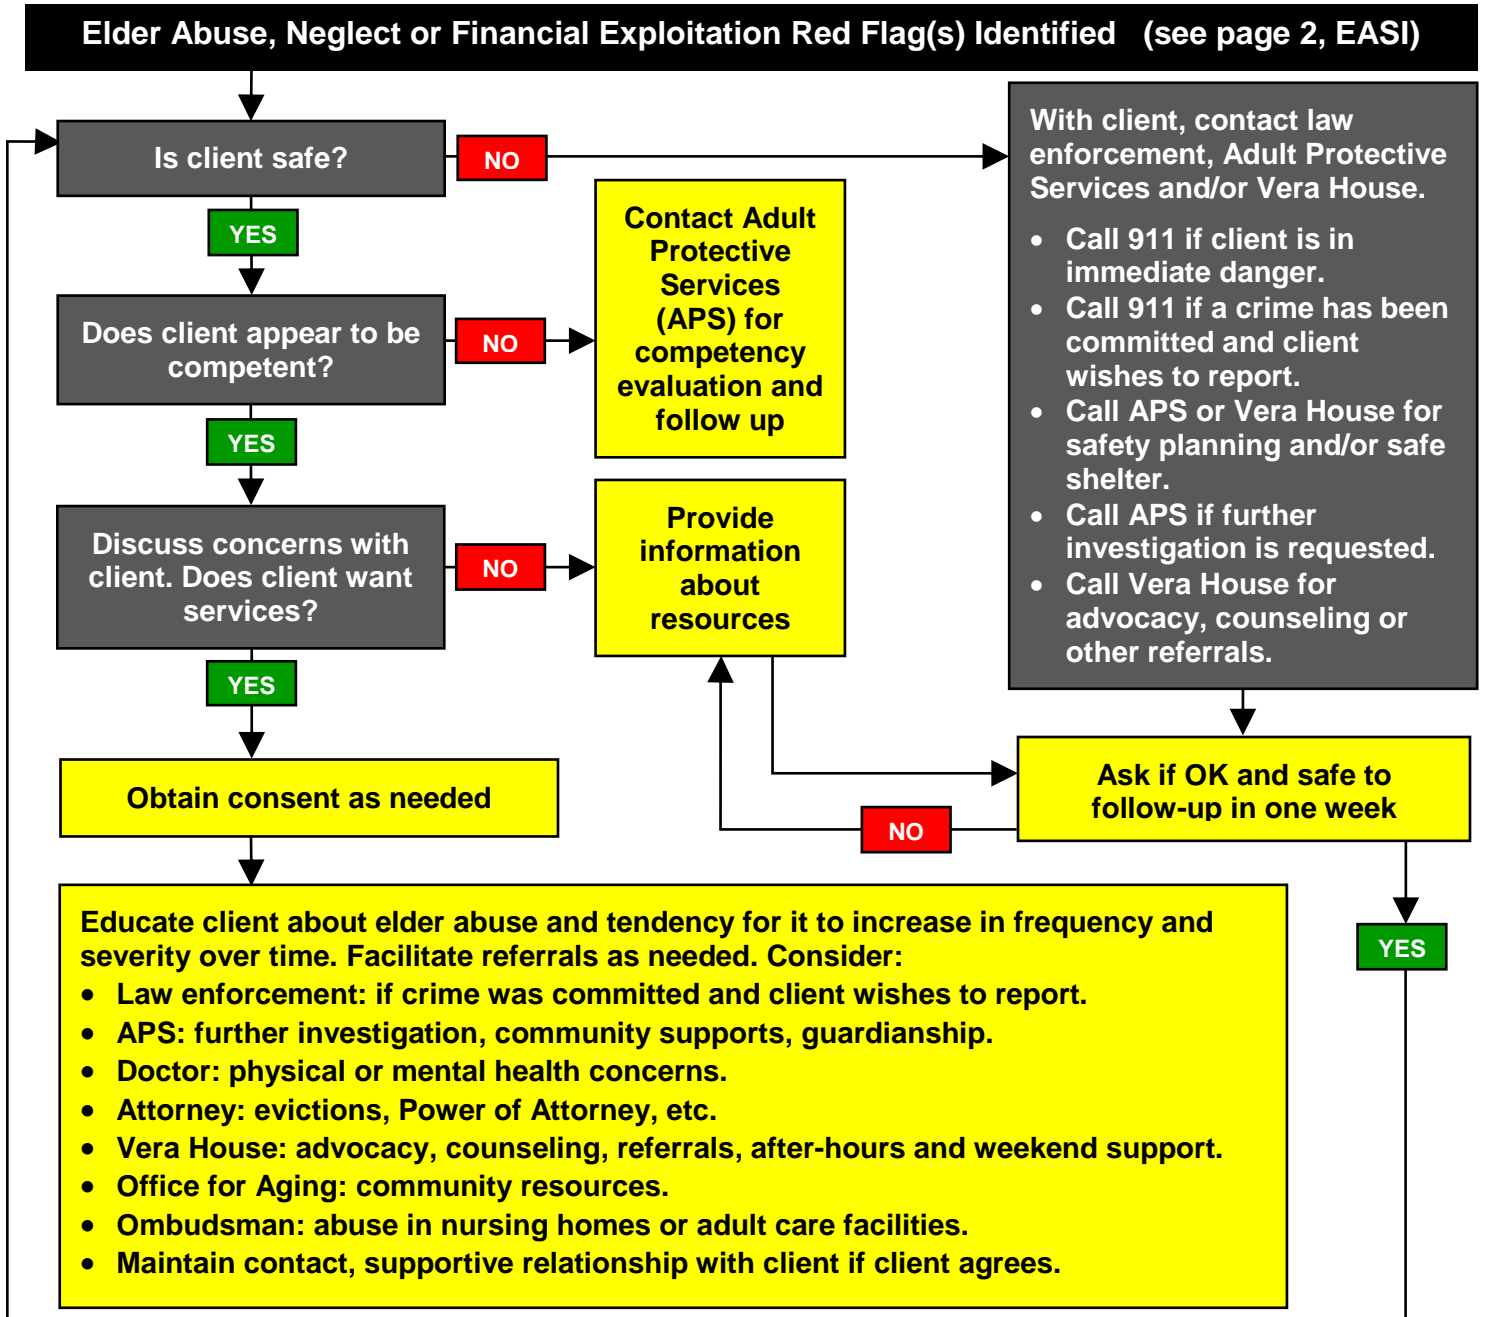 Elder Abuse, Neglect or Financial Exploitation Red Flag(s) Identified (see page 2, EASI)
Is client safe?
NO
YES
With client, contact law
enforcement, Adult Protective
Services and/or Vera House.
• Call 911 if client is in
immediate danger.
• Call 911 if a crime has been
committed and client
wishes to report.
• Call APS or Vera House for
safety planning and/or safe
shelter.
• Call APS if further
investigation is requested.
• Call Vera House for
advocacy, counseling or
other referrals.
Does client appear to be
competent?
NO
YES
Contact Adult
Protective
Services
(APS) for
competency
evaluation and
follow up
Discuss concerns with
client. Does client want
services?
NO
YES
Provide
information
about
resources
Ask if OK and safe to
follow-up in one week
NO
YES
Obtain consent as needed
Educate client about elder abuse and tendency for it to increase in frequency and
severity over time. Facilitate referrals as needed. Consider:
• Law enforcement: if crime was committed and client wishes to report.
• APS: further investigation, community supports, guardianship.
• Doctor: physical or mental health concerns.
• Attorney: evictions, Power of Attorney, etc.
• Vera House: advocacy, counseling, referrals, after-hours and weekend support.
• Office for Aging: community resources.
• Ombudsman: abuse in nursing homes or adult care facilities.
• Maintain contact, supportive relationship with client if client agrees.